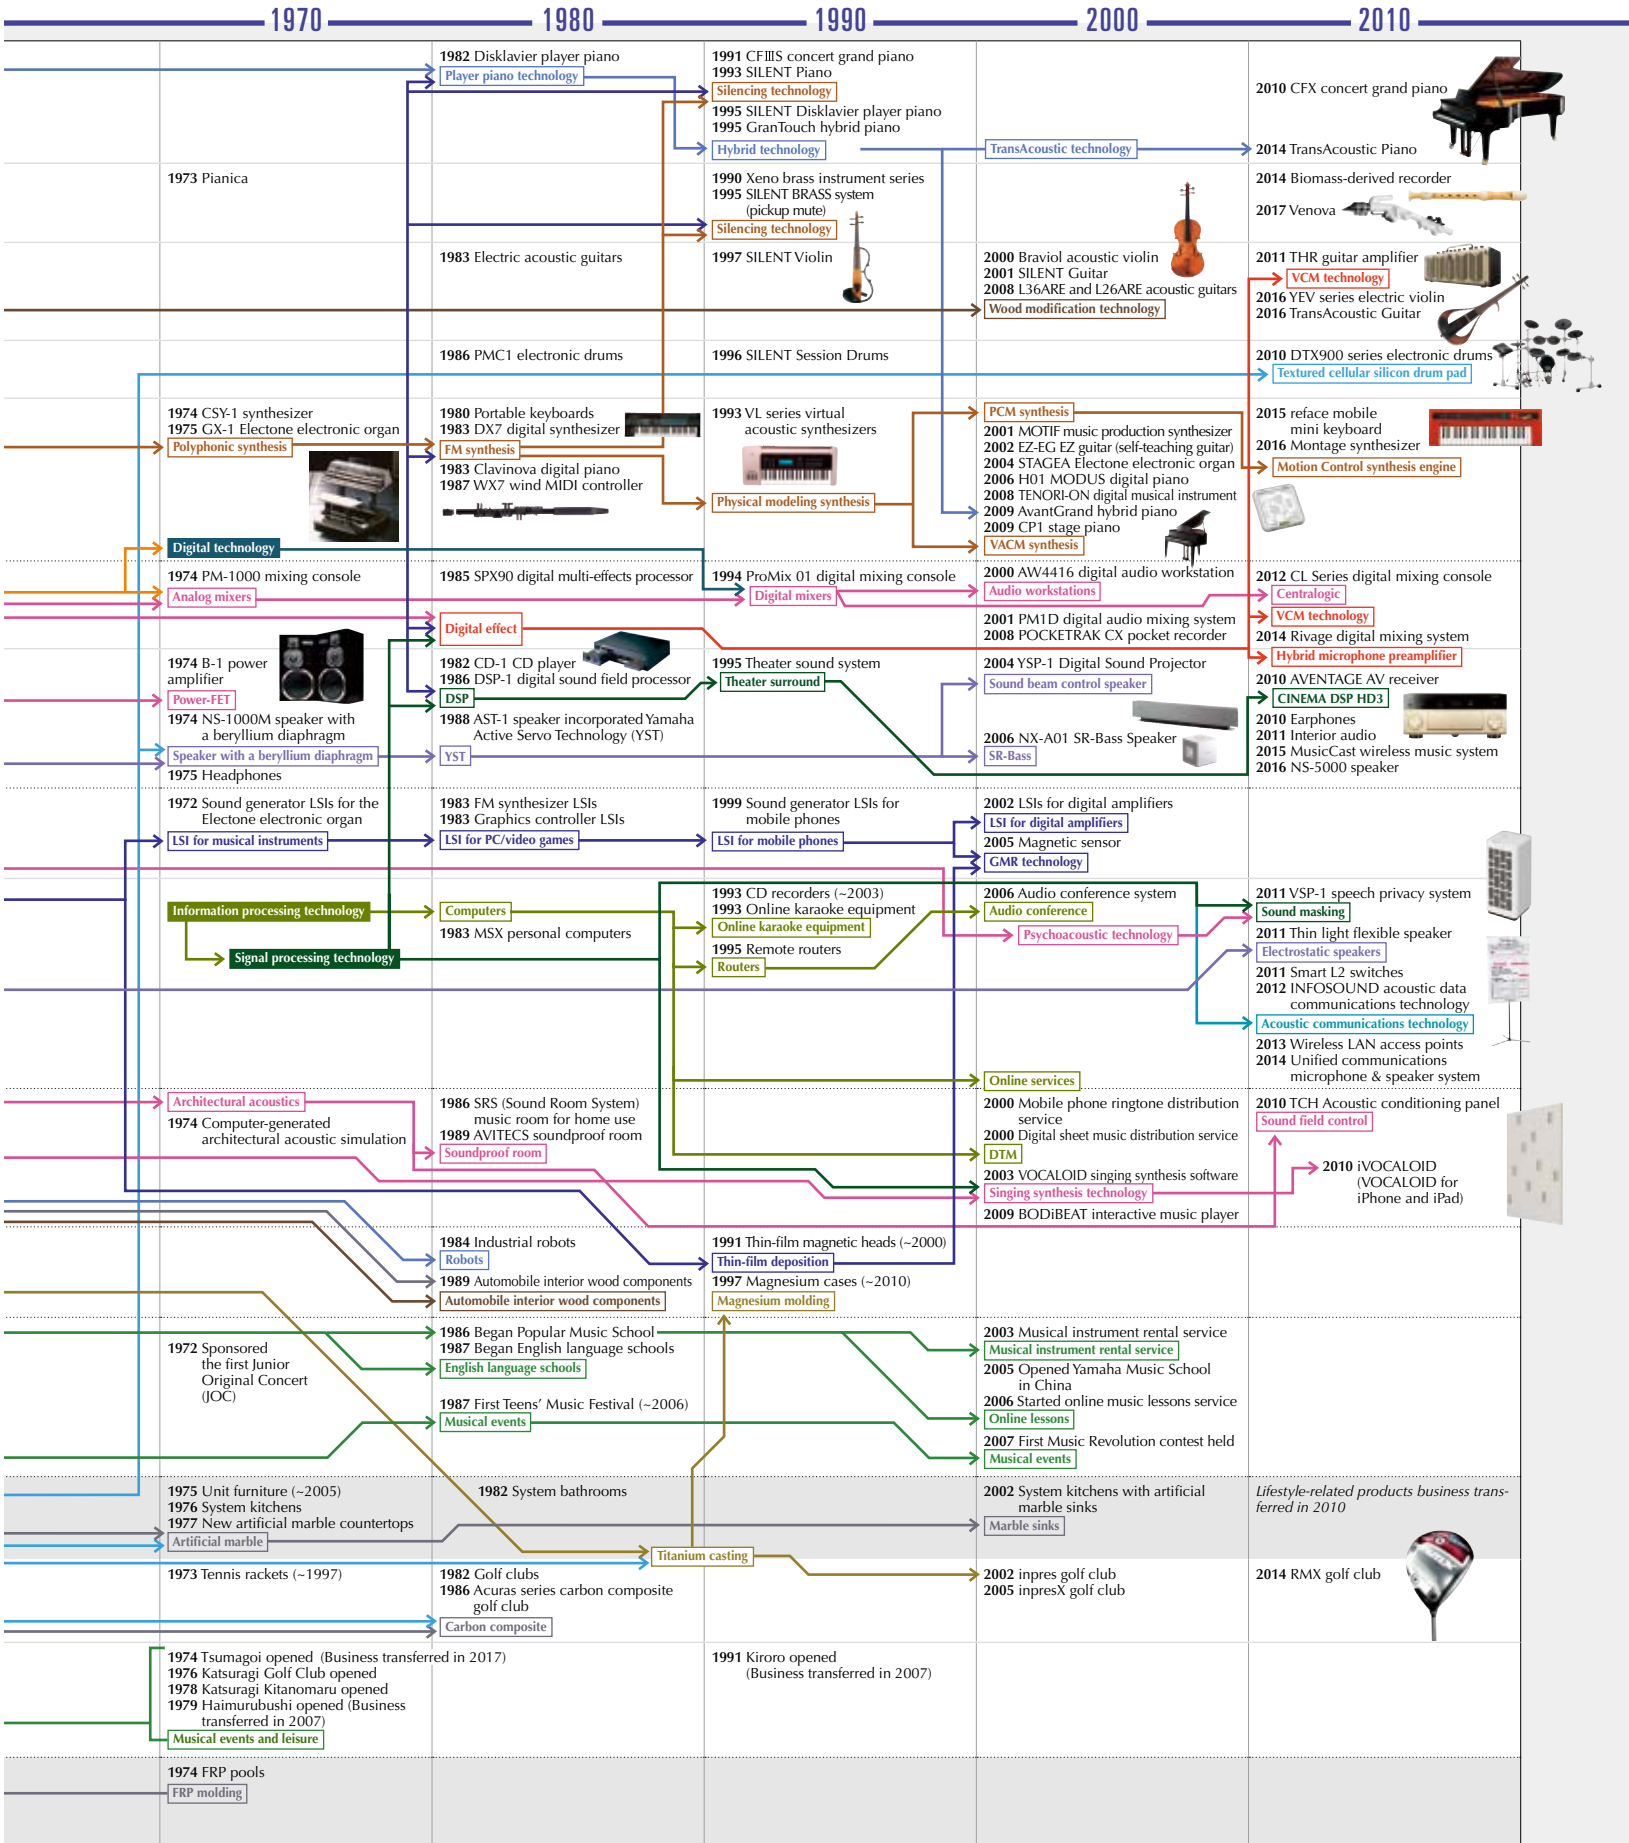 1970
1980
1990
2000
2010
1982 Disklavier player piano
Player piano technology
1991 CFIIIS concert grand piano
1993 SILENT Piano
Silencing technology
1995 SILENT Disklavier player piano
1995 GranTouch hybrid piano
Hybrid technology
TransAcoustic technology
2010 CFX concert grand piano
2014 TransAcoustic Piano
1973 Pianica
1990 Xeno brass instrument series
1995 SILENT BRASS system
(pickup mute)
Silencing technology
2014 Biomass-derived recorder
2017 Venova
1983 Electric acoustic guitars
1997 SILENT Violin
2000 Braviol acoustic violin
2001 SILENT Guitar
2008 L36ARE and L26ARE acoustic guitars
Wood modification technology
2011 THR guitar amplifier
VCM technology
2016 YEV series electric violin
2016 TransAcoustic Guitar
1986 PMC1 electronic drums
1996 SILENT Session Drums
2010 DTX900 series electronic drums
Textured cellular silicon drum pad
1974 CSY-1 synthesizer
1975 GX-1 Electone electronic organ
Polyphonic synthesis
1980 Portable keyboards
1983 DX7 digital synthesizer
FM synthesis
1983 Clavinova digital piano
1987 WX7 wind MIDI controller
1993 VL series virtual
acoustic synthesizers
Physical modeling synthesis
PCM synthesis
2001 MOTIF music production synthesizer
2002 EZ-EG EZ guitar (self-teaching guitar)
2004 STAGEA Electone electronic organ
2006 H01 MODUS digital piano
2008 TENORI-ON digital musical instrument
2009 AvantGrand hybrid piano
2009 CP1 stage piano
VACM synthesis
2015 reface mobile
mini keyboard
2016 Montage synthesizer
Motion Control synthesis engine
Digital technology
1974 PM-1000 mixing console
Analog mixers
1985 SPX90 digital multi-effects processor
Digital effect
1994 ProMix 01 digital mixing console
Digital mixers
2000 AW4416 digital audio workstation
Audio workstations
2001 PM1D digital audio mixing system
2008 POCKETRAK CX pocket recorder
2012 CL Series digital mixing console
Centralogic
VCM technology
2014 Rivage digital mixing system
Hybrid microphone preamplifier
1974 B-1 power
amplifier
Power-FET
1974 NS-1000M speaker with
a beryllium diaphragm
Speaker with a beryllium diaphragm
1975 Headphones
1982 CD-1 CD player
1986 DSP-1 digital sound field processor
DSP
1988 AST-1 speaker incorporated Yamaha
Active Servo Technology (YST)
YST
1995 Theater sound system
Theater surround
2004 YSP-1 Digital Sound Projector
Sound beam control speaker
2006 NX-A01 SR-Bass Speaker
SR-Bass
2010 AVENTAGE AV receiver
CINEMA DSP HD3
2010 Earphones
2011 Interior audio
2015 MusicCast wireless music system
2016 NS-5000 speaker
1972 Sound generator LSIs for the
Electone electronic organ
LSI for musical instruments
1983 FM synthesizer LSIs
1983 Graphics controller LSIs
LSI for PC/video games
1999 Sound generator LSIs for
mobile phones
LSI for mobile phones
2002 LSIs for digital amplifiers
LSI for digital amplifiers
2005 Magnetic sensor
GMR technology
Information processing technology
Signal processing technology
Computers
1983 MSX personal computers
1993 CD recorders (~2003)
1993 Online karaoke equipment
Online karaoke equipment
1995 Remote routers
Routers
2006 Audio conference system
Audio conference
Psychoacoustic technology
Online services
2011 VSP-1 speech privacy system
Sound masking
2011 Thin light flexible speaker
Electrostatic speakers
2011 Smart L2 switches
2012 INFOSOUND acoustic data
communications technology
Acoustic communications technology
2013 Wireless LAN access points
2014 Unified communications
microphone & speaker system
Architectural acoustics
1974 Computer-generated
architectural acoustic simulation
1986 SRS (Sound Room System)
music room for home use
1989 AVITECS soundproof room
Soundproof room
2000 Mobile phone ringtone distribution
service
2000 Digital sheet music distribution service
DTM
2003 VOCALOID singing synthesis software
Singing synthesis technology
2009 BODiBEAT interactive music player
2010 TCH Acoustic conditioning panel
Sound field control
2010 iVOCALOID
(VOCALOID for
iPhone and iPad)
1984 Industrial robots
Robots
1989 Automobile interior wood components
Automobile interior wood components
1991 Thin-film magnetic heads (~2000)
Thin-film deposition
1997 Magnesium cases (~2010)
Magnesium molding
1972 Sponsored
the first Junior
Original Concert
(JOC)
1986 Began Popular Music School
1987 Began English language schools
English language schools
1987 First Teens' Music Festival (~2006)
Musical events
2003 Musical instrument rental service
Musical instrument rental service
2005 Opened Yamaha Music School
in China
2006 Started online music lessons service
Online lessons
2007 First Music Revolution contest held
Musical events
1975 Unit furniture (~2005)
1976 System kitchens
1977 New artificial marble countertops
Artificial marble
1982 System bathrooms
2002 System kitchens with artificial
marble sinks
Marble sinks
Lifestyle-related products business trans-
ferred in 2010
Titanium casting
1973 Tennis rackets (~1997)
1982 Golf clubs
1986 Acuras series carbon composite
golf club
Carbon composite
2002 inpres golf club
2005 inpresX golf club
2014 RMX golf club
1974 Tsumagoi opened (Business transferred in 2017)
1976 Katsuragi Golf Club opened
1978 Katsuragi Kitanomaru opened
1979 Haimurubushi opened (Business
transferred in 2007)
Musical events and leisure
1991 Kiroro opened
(Business transferred in 2007)
1974 FRP pools
FRP molding